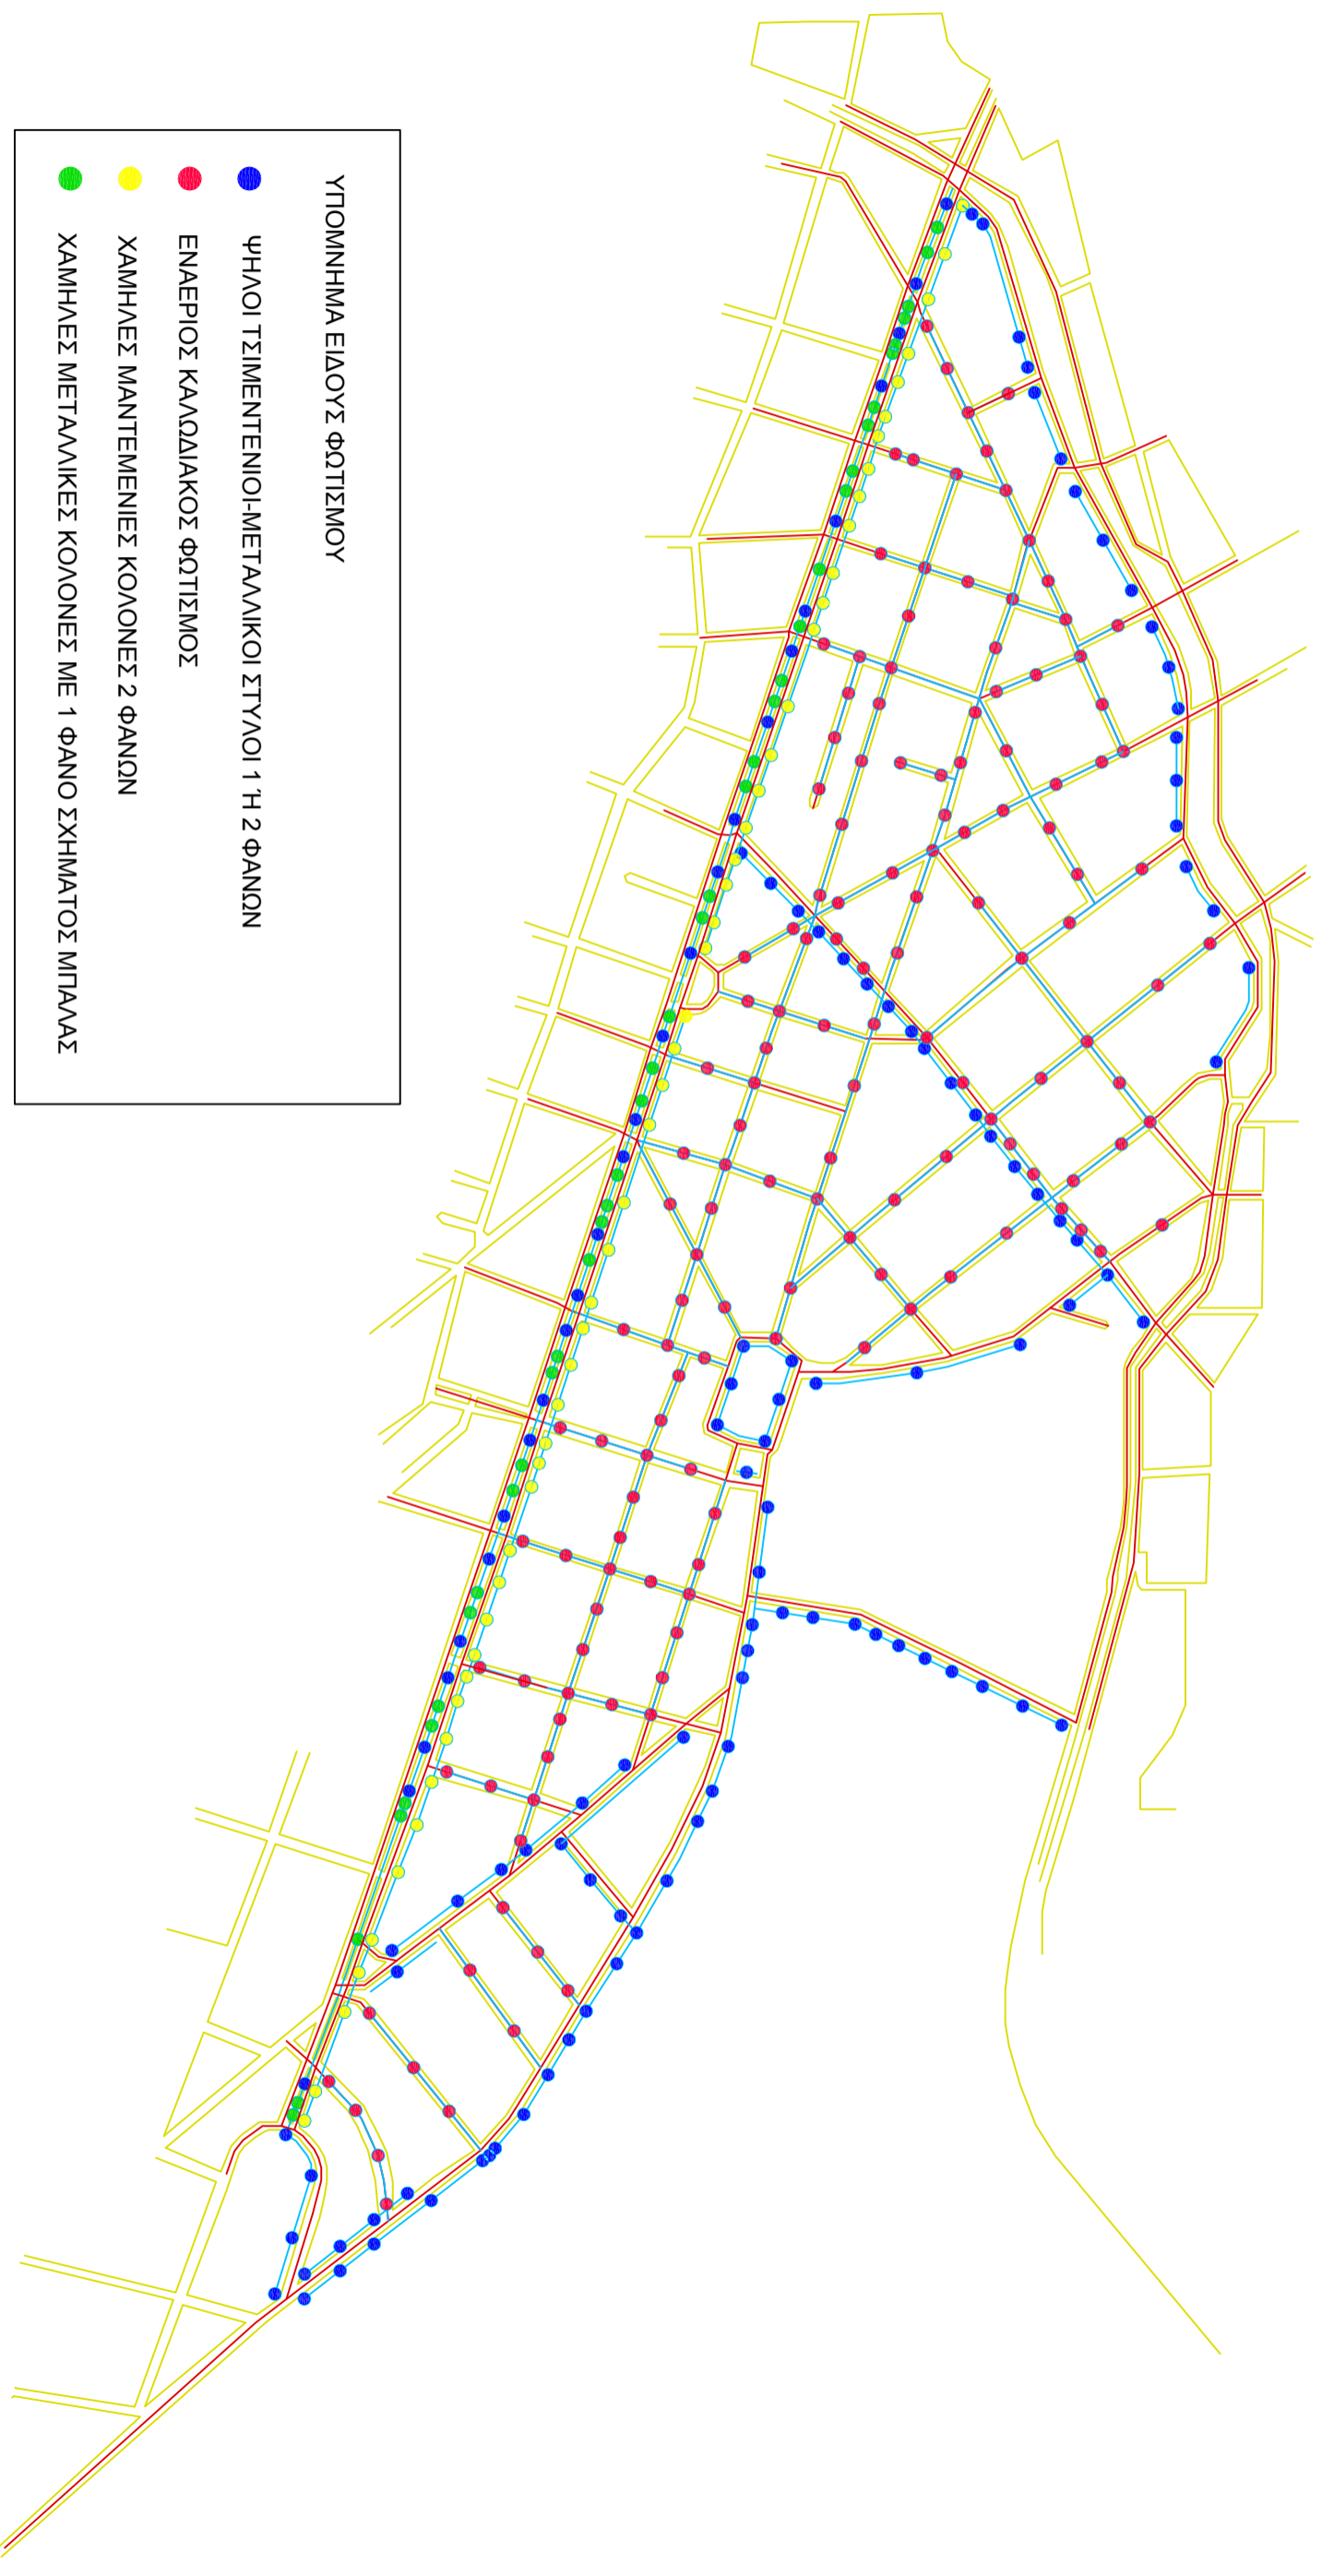 ΥΠΟΜΝΗΜΑ ΕΙΔΟΥΣ ΦΩΤΙΣΜΟΥ
ΨΗΛΟΙ ΤΣΙΜΕΝΤΕΝΙΟΙ-ΜΕΤΑΛΛΙΚΟΙ ΣΤΥΛΟΙ 1 Ή 2 ΦΑΝΩΝ
ΕΝΑΕΡΙΟΣ ΚΑΛΩΔΙΑΚΟΣ ΦΩΤΙΣΜΟΣ
ΧΑΜΗΛΕΣ ΜΑΝΤΕΜΕΝΙΕΣ ΚΟΛΟΝΕΣ 2 ΦΑΝΩΝ
ΧΑΜΗΛΕΣ ΜΕΤΑΛΛΙΚΕΣ ΚΟΛΟΝΕΣ ΜΕ 1 ΦΑΝΟ ΣΧΗΜΑΤΟΣ ΜΠΑΛΑΣ